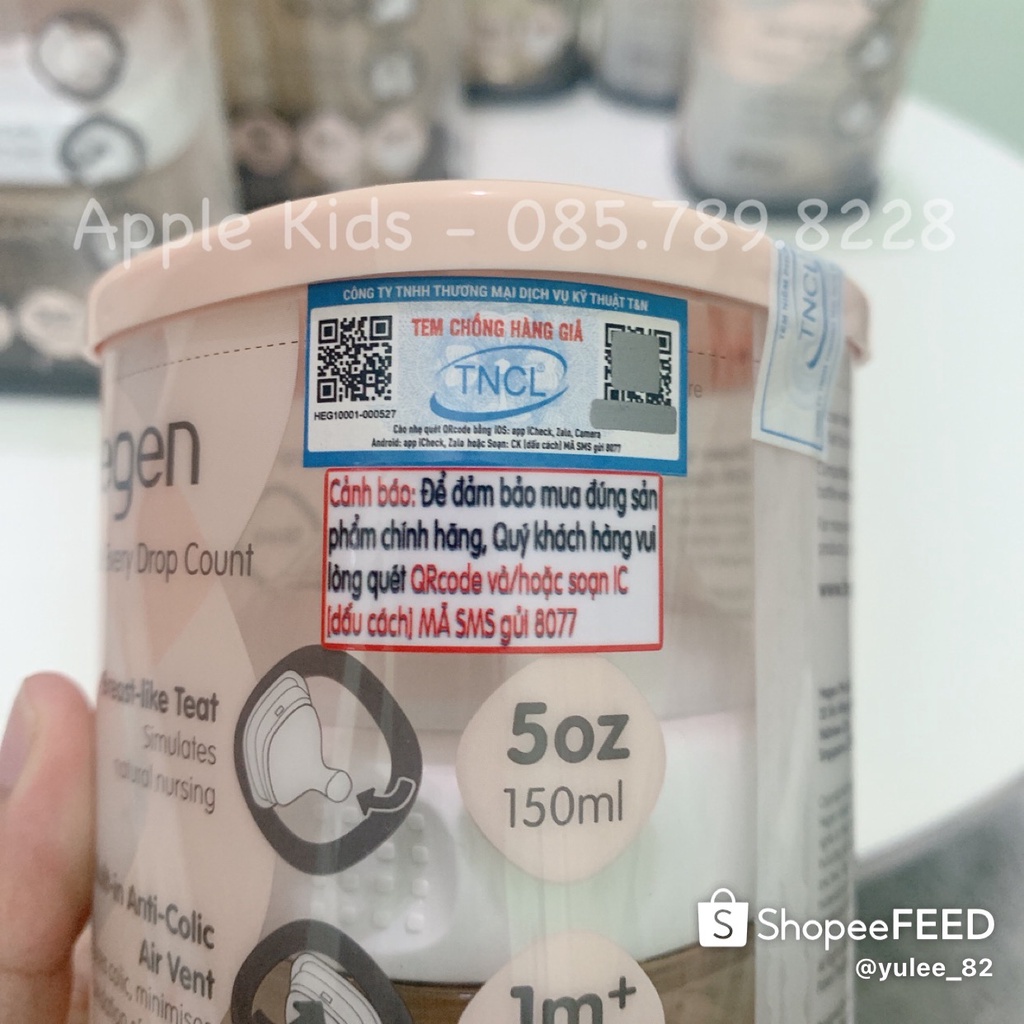 Apple Kids - 085.789.8228
CÔNG TY TNHH THƯƠNG MẠI DỊCH VỤ KỸ THUẬT T&N
TEM CHỐNG HÀNG GIẢ
TNCL
HEG10001-000527
Cào nhẹ quét QRcode bằng iOS: app iCheck, Zalo, Camera
Android: app iCheck, Zalo hoặc Soạn: CK (dấu cách) MÃ SMS gửi 8077
TNCL
Cảnh báo: Để đảm bảo mua đúng sản
phẩm chính hãng, Quý khách hàng vui
lòng quét QRcode và/hoặc soạn IC
(dấu cách) MÃ SMS gửi 8077
egen
Every Drop Count
Breast-like Teat
Simulates
natural nursing
5oz
150ml
Anti-Colic
Air Vent
colic, minimises
1m+
ShopeeFEED
@yulee_82